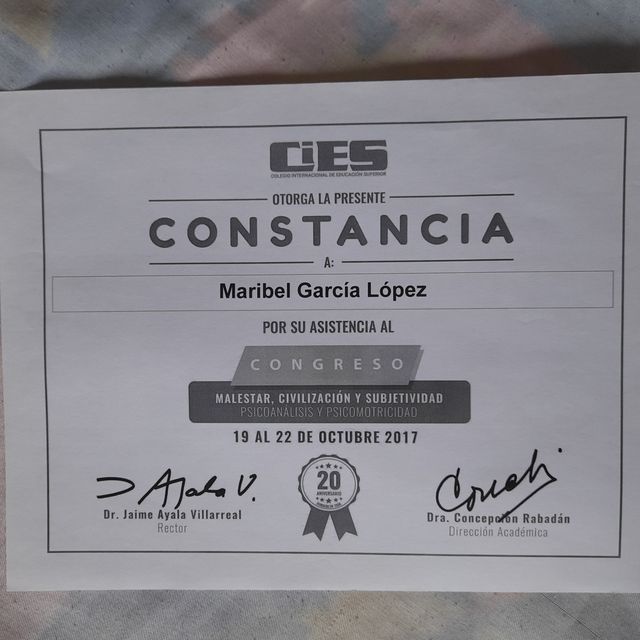 CiES
COLEGIO INTERNACIONAL DE EDUCACIÓN SUPERIOR
OTORGA LA PRESENTE
CONSTANCIA
A:
Maribel García López
POR SU ASISTENCIA AL
CONGRESO
MALESTAR, CIVILIZACIÓN Y SUBJETIVIDAD
PSICOANÁLISIS Y PSICOMOTRICIDAD
19 AL 22 DE OCTUBRE 2017
Ayala V.
20
ANIVERSARIO
Dr. Jaime Ayala Villarreal
Rector
Dra. Concepción Rabadán
Dirección Académica